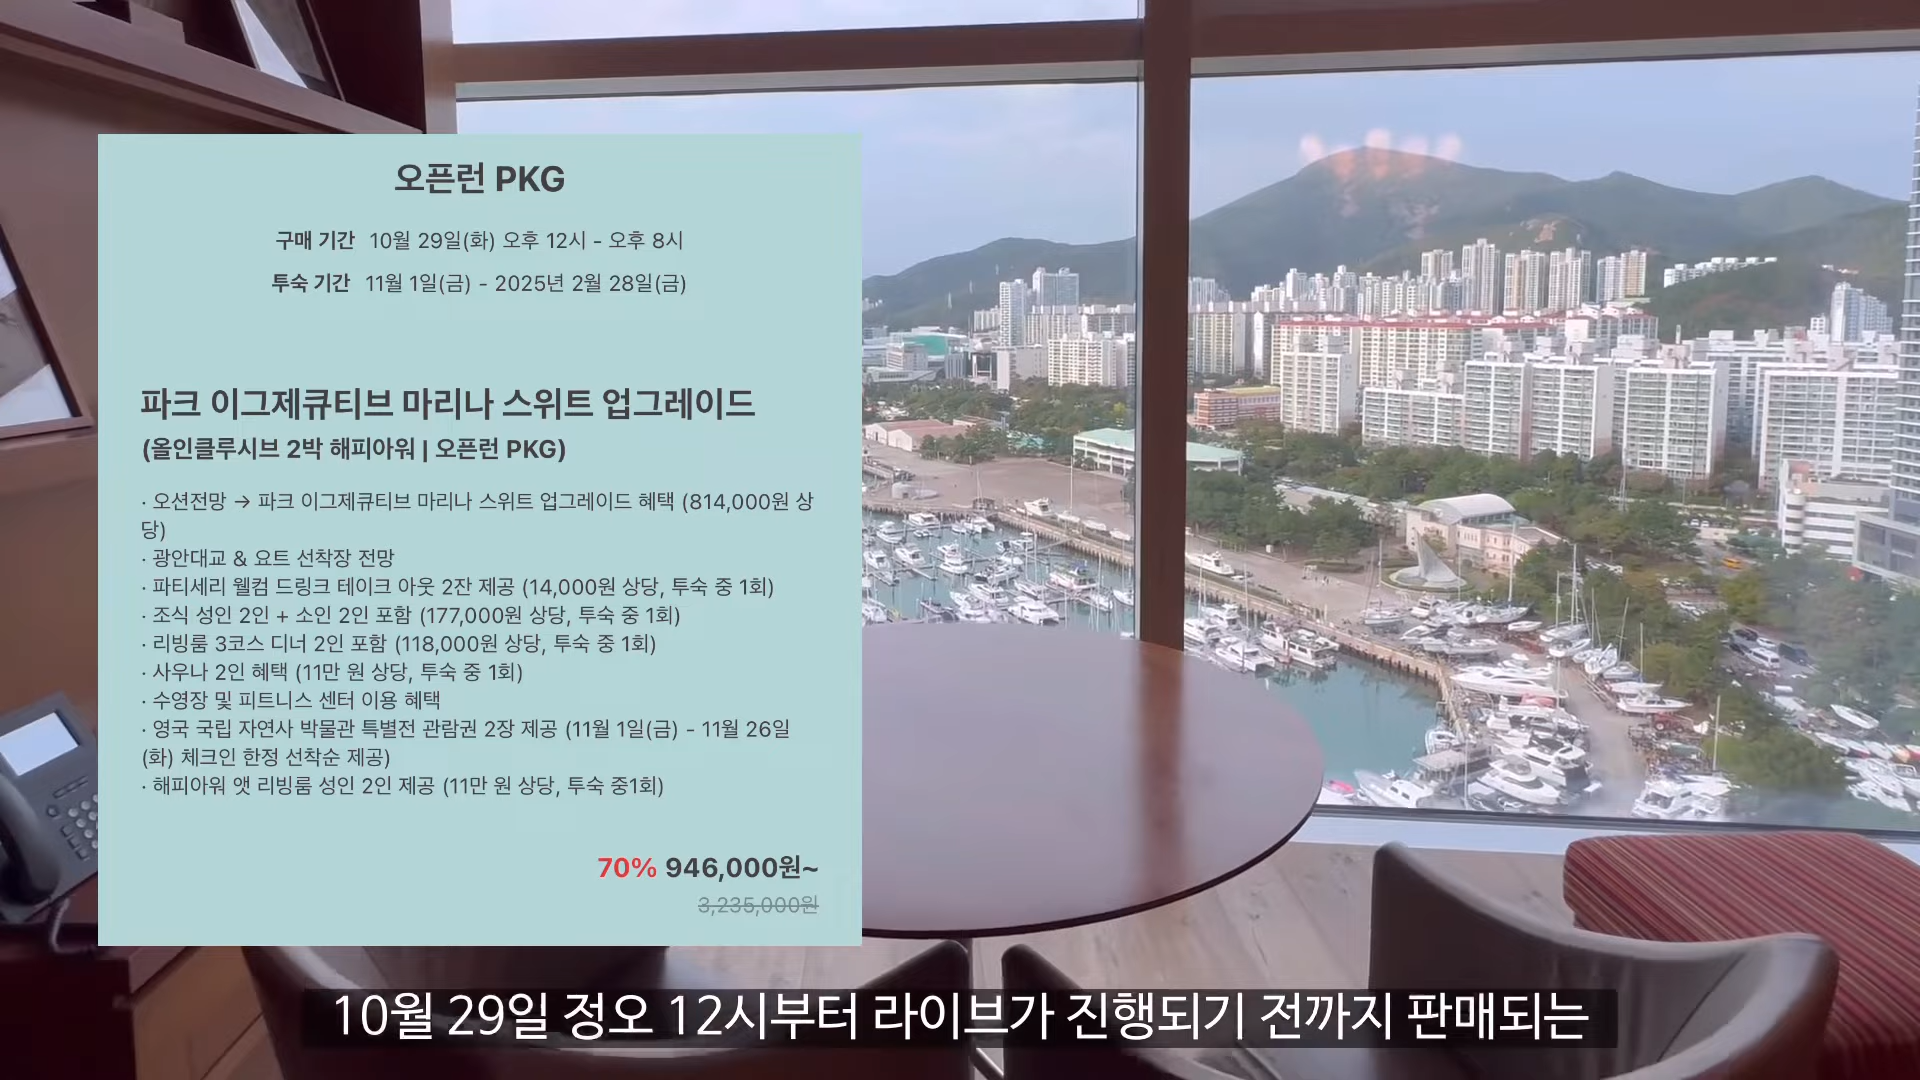 오픈런 PKG
구매 기간 10월 29일(화) 오후 12시 - 오후 8시
투숙 기간 11월 1일(금) - 2025년 2월 28일(금)
파크 이그제큐티브 마리나 스위트 업그레이드
(올인클루시브 2박 해피아워 | 오픈런 PKG)
· 오션전망 → 파크 이그제큐티브 마리나 스위트 업그레이드 혜택 (814,000원 상
당)
· 광안대교 & 요트 선착장 전망
· 파티세리 웰컴 드링크 테이크 아웃 2잔 제공 (14,000원 상당, 투숙 중 1회)
· 조식 성인 2인 + 소인 2인 포함 (177,000원 상당, 투숙 중 1회)
· 리빙룸 3코스 디너 2인 포함 (118,000원 상당, 투숙 중 1회)
· 사우나 2인 혜택 (11만 원 상당, 투숙 중 1회)
· 수영장 및 피트니스 센터 이용 혜택
· 영국 국립 자연사 박물관 특별전 관람권 2장 제공 (11월 1일(금) - 11월 26일
(화) 체크인 한정 선착순 제공)
· 해피아워 앳 리빙룸 성인 2인 제공 (11만 원 상당, 투숙 중1회)
70% 946,000원~
3,235,000원
10월 29일 정오 12시부터 라이브가 진행되기 전까지 판매되는